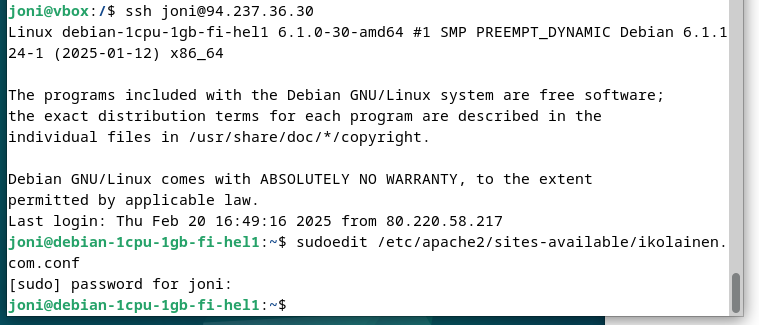 joni@vbox:/$ ssh joni@94.237.36.30
Linux debian-1cpu-1gb-fi-hel1 6.1.0-30-amd64 #1 SMP PREEMPT_DYNAMIC Debian 6.1.1
24-1 (2025-01-12) x86_64
The programs included with the Debian GNU/Linux system are free software;
the exact distribution terms for each program are described in the
individual files in /usr/share/doc/*/copyright.
Debian GNU/Linux comes with ABSOLUTELY NO WARRANTY, to the extent
permitted by applicable law.
Last login: Thu Feb 20 16:49:16 2025 from 80.220.58.217
joni@debian-1cpu-1gb-fi-hel1:~$ sudoedit /etc/apache2/sites-available/ikolainen.
com.conf
[sudo] password for joni:
joni@debian-1cpu-1gb-fi-hel1:~$